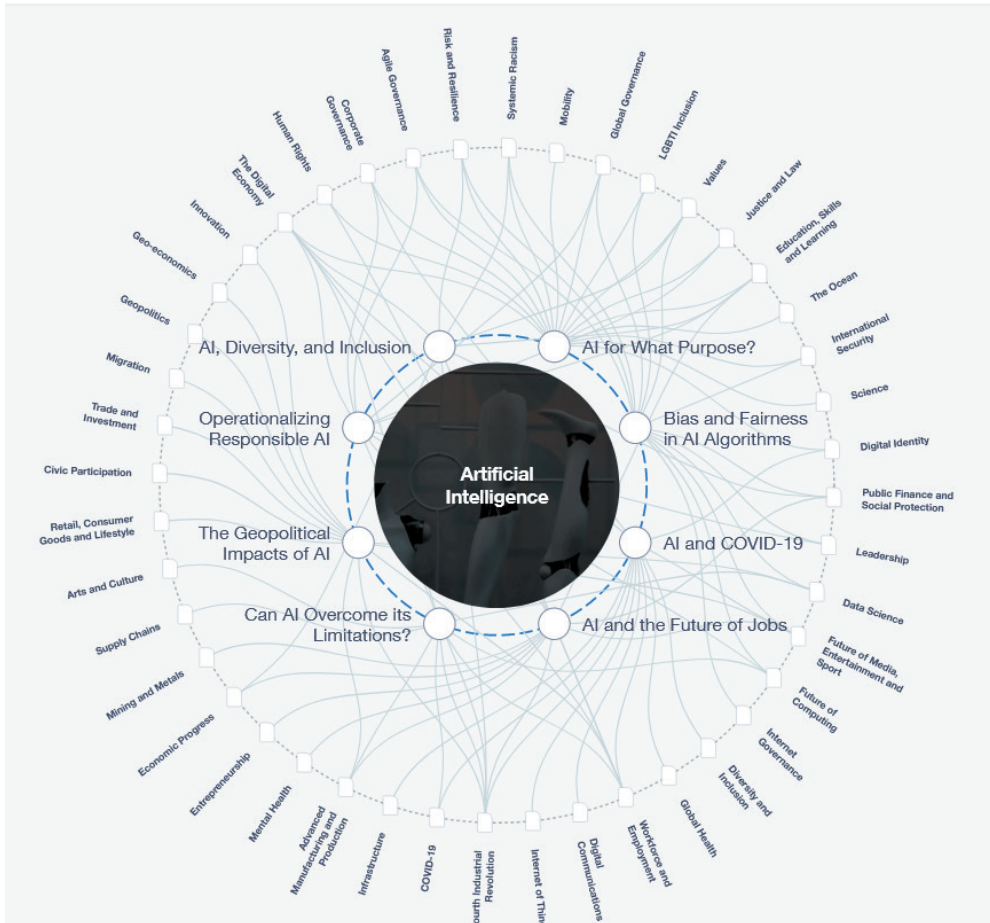 Risk and Resilience
Systemic Racism
Mobility
Global Governance
LGBTI Inclusion
Values
Justice and Law
Education, Skills
and Learning
The Ocean
International
Security
Science
Digital Identity
Public Finance and
Social Protection
Leadership
Data Science
Future of Media,
Entertainment and
Sport
Future of
Computing
Internet
Governance
Diversity and
Inclusion
Global Health
Workforce and
Employment
Digital
Communications
Internet of Thing
ourth Industrial
Revolution
COVID-19
Infrastructure
Advanced
Manufacturing and
Production
Mental Health
Entrepreneurship
Economic Progress
Mining and Metals
Supply Chains
Arts and Culture
Retail, Consumer
Goods and Lifestyle
Civic Participation
Trade and
Investment
Migration
Geopolitics
Geo-economics
Innovation
The Digital
Economy
Human Rights
Corporate
Governance
Agile Governance
AI, Diversity, and Inclusion
AI for What Purpose?
Operationalizing
Responsible AI
Bias and Fairness
in AI Algorithms
Artificial
Intelligence
The Geopolitical
Impacts of AI
AI and COVID-19
Can AI Overcome its
Limitations?
AI and the Future of Jobs